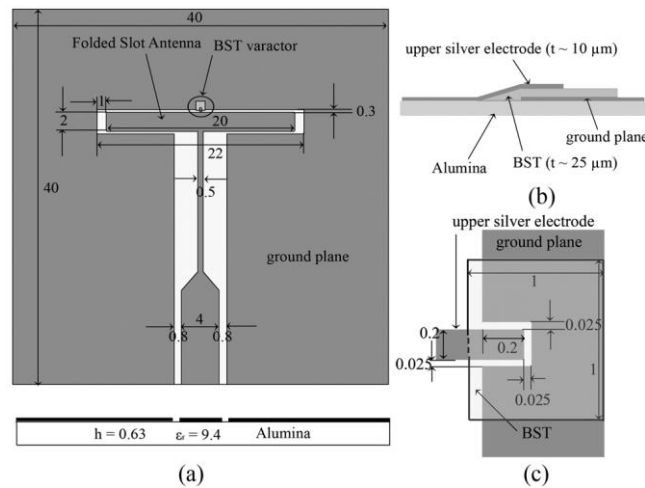 40
Folded Slot Antenna
BST varactor
1
2
0.3
20
22
40
0.5
ground plane
4
0.8
0.8
h = 0.63 εr = 9.4 Alumina
(a)
upper silver electrode (t ~ 10 µm)
ground plane
Alumina
BST (t ~ 25 µm)
(b)
upper silver electrode
ground plane
1
0.025
0.2
0.2
0.025
0.025
1
BST
(c)